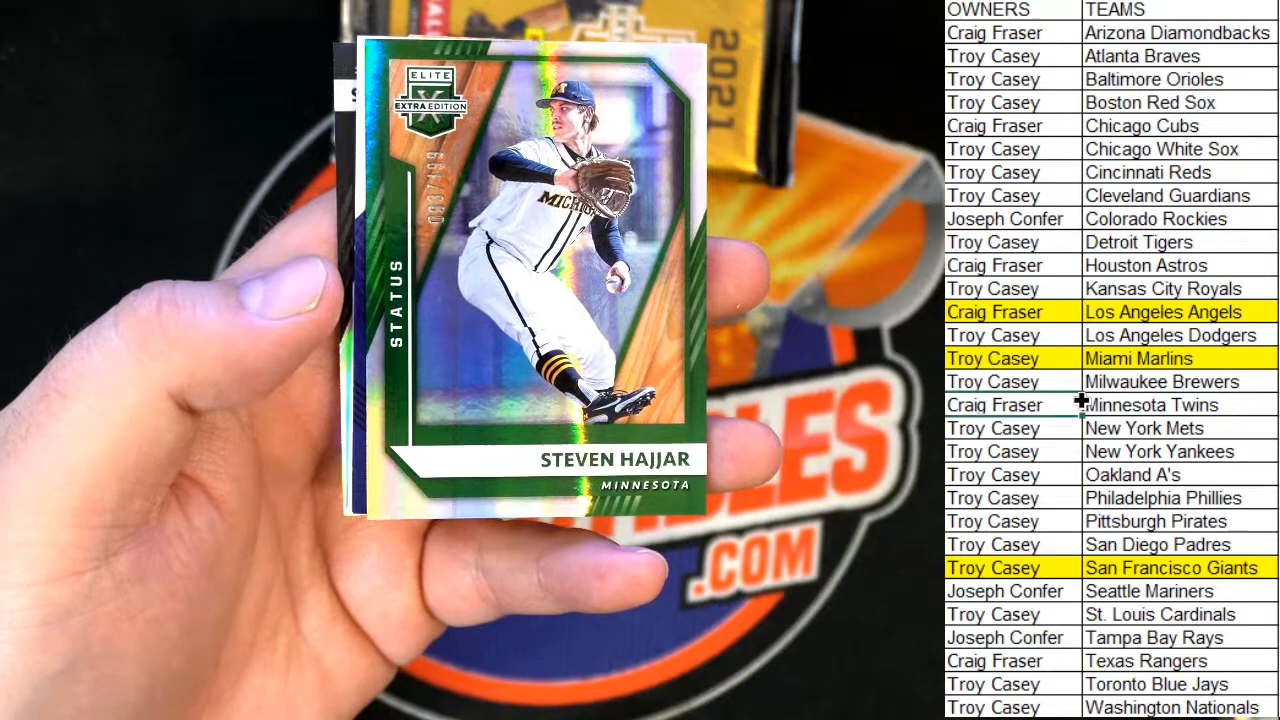 2021
ELITE
X
EXTRA EDITION
STATUS
MICHIG
STEVEN HAJJAR
MINNESOTA
BLES
.COM
OWNERS TEAMS
Craig Fraser Arizona Diamondbacks
Troy Casey Atlanta Braves
Troy Casey Baltimore Orioles
Troy Casey Boston Red Sox
Craig Fraser Chicago Cubs
Troy Casey Chicago White Sox
Troy Casey Cincinnati Reds
Troy Casey Cleveland Guardians
Joseph Confer Colorado Rockies
Troy Casey Detroit Tigers
Craig Fraser Houston Astros
Troy Casey Kansas City Royals
Craig Fraser Los Angeles Angels
Troy Casey Los Angeles Dodgers
Troy Casey Miami Marlins
Troy Casey Milwaukee Brewers
Craig Fraser Minnesota Twins
Troy Casey New York Mets
Troy Casey New York Yankees
Troy Casey Oakland A's
Troy Casey Philadelphia Phillies
Troy Casey Pittsburgh Pirates
Troy Casey San Diego Padres
Troy Casey San Francisco Giants
Joseph Confer Seattle Mariners
Troy Casey St. Louis Cardinals
Joseph Confer Tampa Bay Rays
Craig Fraser Texas Rangers
Troy Casey Toronto Blue Jays
Troy Casey Washington Nationals